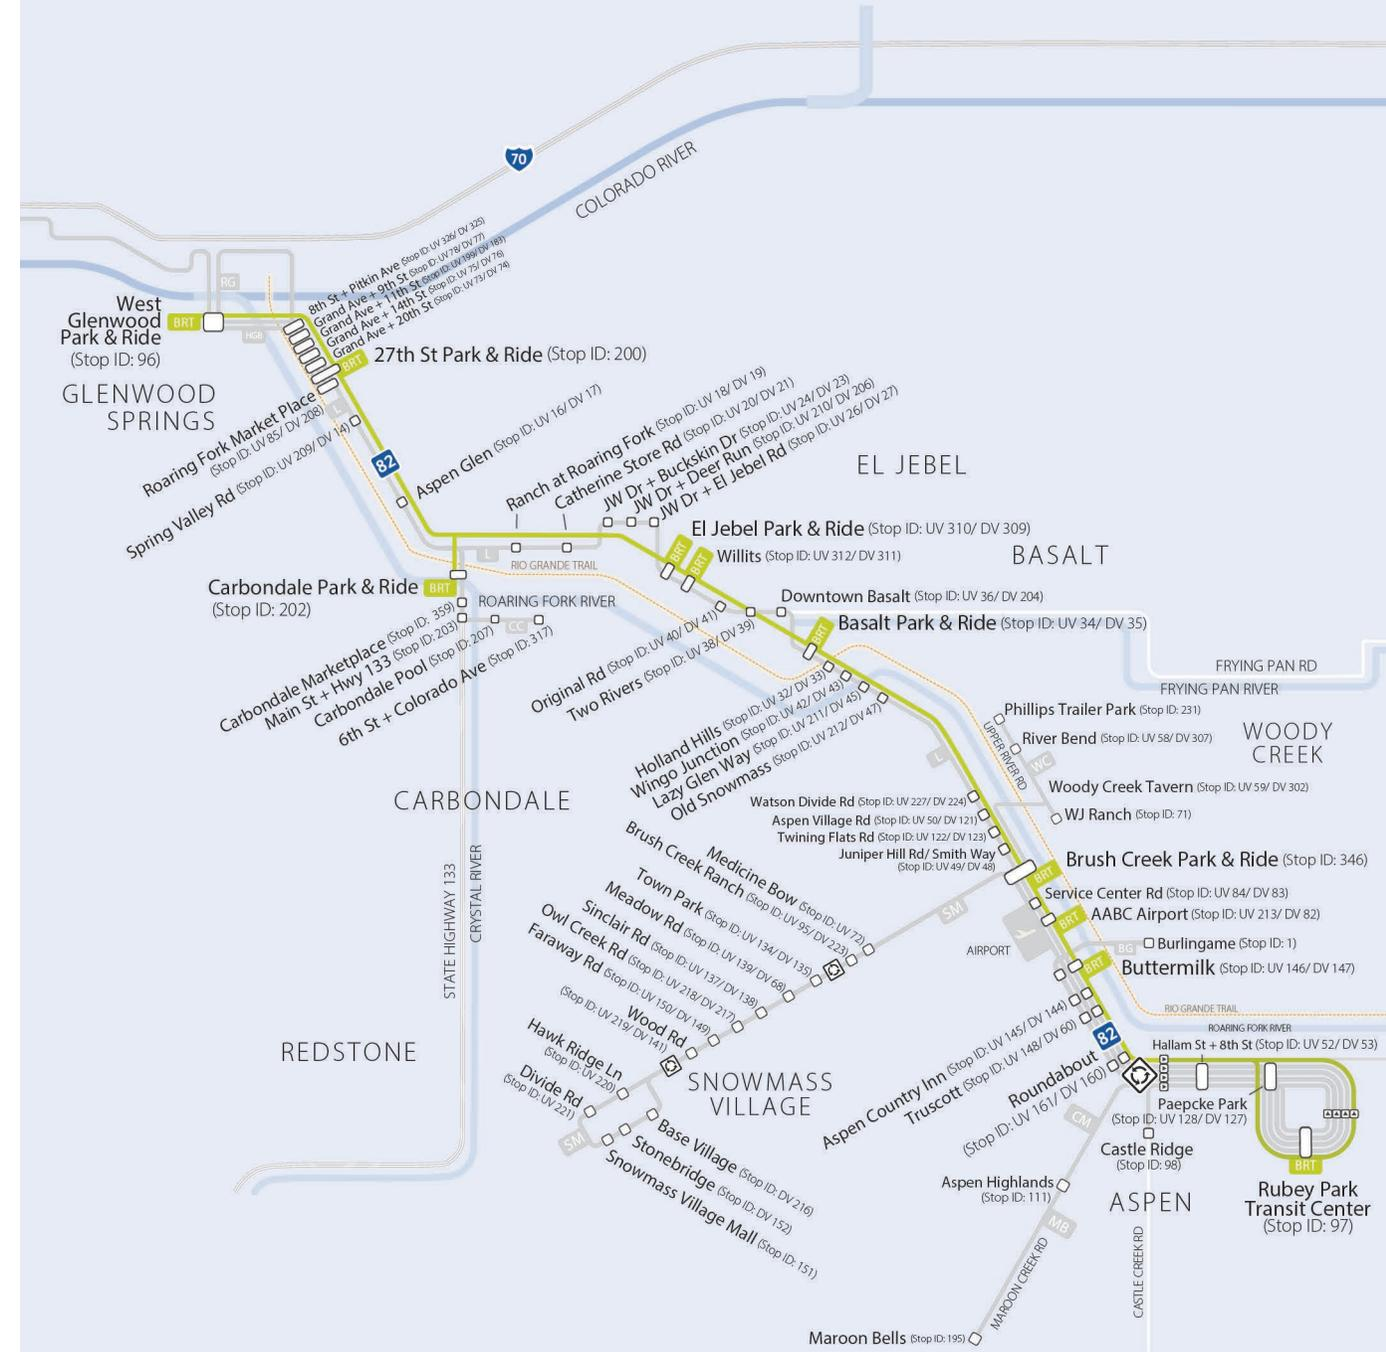 70
COLORADO RIVER
8th St + Pitkin Ave (Stop ID: UV 326/ DV 325)
Grand Ave + 9th St (Stop ID: UV 78/ DV 77)
Grand Ave + 11th St (Stop ID: UV 199/ DV 183)
Grand Ave + 14th St (Stop ID: UV 75/ DV 76)
Grand Ave + 20th St (Stop ID: UV 73/ DV 74)
RG
West
Glenwood
Park & Ride
(Stop ID: 96)
BRT
HGB
BRT
27th St Park & Ride (Stop ID: 200)
GLENWOOD
SPRINGS
Roaring Fork Market Place
(Stop ID: UV 85/ DV 208)
L
Spring Valley Rd (Stop ID: UV 209/ DV 14)
82
Aspen Glen (Stop ID: UV 16/ DV 17)
Ranch at Roaring Fork (Stop ID: UV 18/ DV 19)
Catherine Store Rd (Stop ID: UV 20/ DV 21)
JW Dr + Buckskin Dr (Stop ID: UV 24/ DV 23)
JW Dr + Deer Run (Stop ID: UV 210/ DV 206)
JW Dr + El Jebel Rd (Stop ID: UV 26/ DV 27)
EL JEBEL
El Jebel Park & Ride (Stop ID: UV 310/ DV 309)
BRT
BRT
Willits (Stop ID: UV 312/ DV 311)
BASALT
L
RIO GRANDE TRAIL
Carbondale Park & Ride
(Stop ID: 202)
BRT
ROARING FORK RIVER
CC
Carbondale Marketplace (Stop ID: 359)
Main St + Hwy 133 (Stop ID: 203)
Carbondale Pool (Stop ID: 207)
6th St + Colorado Ave (Stop ID: 317)
Downtown Basalt (Stop ID: UV 36/ DV 204)
BRT
Basalt Park & Ride (Stop ID: UV 34/ DV 35)
Original Rd (Stop ID: UV 40/ DV 41)
Two Rivers (Stop ID: UV 38/ DV 39)
FRYING PAN RD
FRYING PAN RIVER
Holland Hills (Stop ID: UV 32/ DV 33)
Wingo Junction (Stop ID: UV 42/ DV 43)
Lazy Glen Way (Stop ID: UV 211/ DV 45)
Old Snowmass (Stop ID: UV 212/ DV 47)
Phillips Trailer Park (Stop ID: 231)
River Bend (Stop ID: UV 58/ DV 307)
UPPER RIVER RD
WC
WOODY
CREEK
Woody Creek Tavern (Stop ID: UV 59/ DV 302)
WJ Ranch (Stop ID: 71)
L
CARBONDALE
Watson Divide Rd (Stop ID: UV 227/ DV 224)
Aspen Village Rd (Stop ID: UV 50/ DV 121)
Twining Flats Rd (Stop ID: UV 122/ DV 123)
Juniper Hill Rd/ Smith Way
(Stop ID: UV 49/ DV 48)
BRT
Brush Creek Park & Ride (Stop ID: 346)
Service Center Rd (Stop ID: UV 84/ DV 83)
BRT
AABC Airport (Stop ID: UV 213/ DV 82)
AIRPORT
BG
Burlingame (Stop ID: 1)
BRT
Buttermilk (Stop ID: UV 146/ DV 147)
STATE HIGHWAY 133
CRYSTAL RIVER
SM
Medicine Bow (Stop ID: UV 72)
Brush Creek Ranch (Stop ID: UV 95/ DV 223)
Town Park (Stop ID: UV 134/ DV 135)
Meadow Rd (Stop ID: UV 139/ DV 68)
Sinclair Rd (Stop ID: UV 137/ DV 138)
Owl Creek Rd (Stop ID: UV 218/ DV 217)
Faraway Rd (Stop ID: UV 150/ DV 149)
Wood Rd
(Stop ID: UV 219/ DV 141)
Hawk Ridge Ln
(Stop ID: UV 220)
Divide Rd
(Stop ID: UV 221)
SM
REDSTONE
SNOWMASS
VILLAGE
Base Village (Stop ID: DV 216)
Stonebridge (Stop ID: DV 152)
Snowmass Village Mall (Stop ID: 151)
RIO GRANDE TRAIL
ROARING FORK RIVER
82
Aspen Country Inn (Stop ID: UV 145/ DV 144)
Truscott (Stop ID: UV 148/ DV 60)
Roundabout
(Stop ID: UV 161/ DV 160)
Hallam St + 8th St (Stop ID: UV 52/ DV 53)
Paepcke Park
(Stop ID: UV 128/ DV 127)
CM
Castle Ridge
(Stop ID: 98)
BRT
Rubey Park
Transit Center
(Stop ID: 97)
Aspen Highlands
(Stop ID: 111)
ASPEN
MB
MAROON CREEK RD
CASTLE CREEK RD
Maroon Bells (Stop ID: 195)